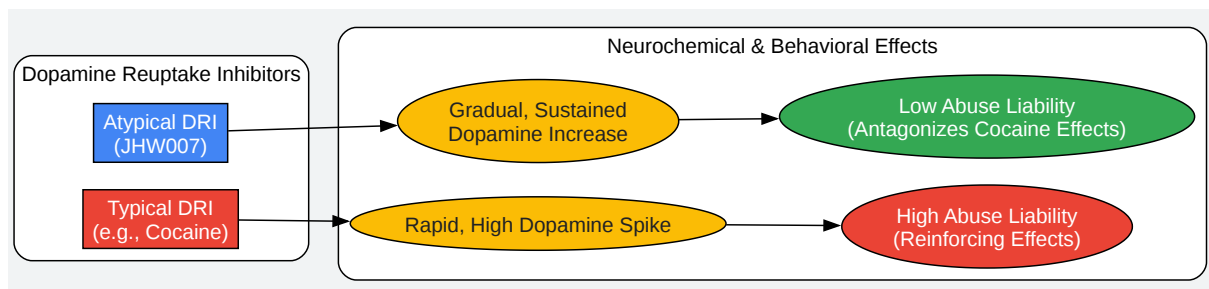 Neurochemical & Behavioral Effects
Dopamine Reuptake Inhibitors
Atypical DRI
(JHW007)
Gradual, Sustained
Dopamine Increase
Low Abuse Liability
(Antagonizes Cocaine Effects)
Typical DRI
(e.g., Cocaine)
Rapid, High Dopamine Spike
High Abuse Liability
(Reinforcing Effects)